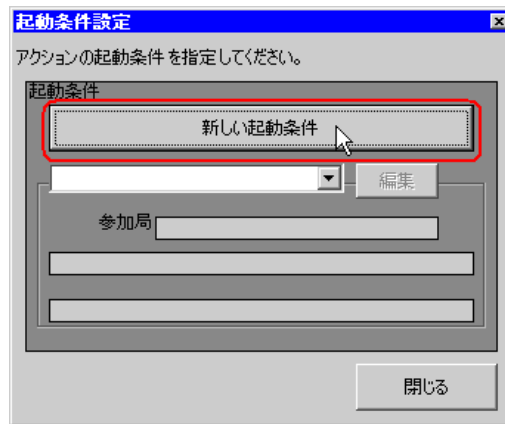 起動条件設定
アクションの起動条件 を指定してください。
起動条件
新しい起動条件
編集
参加局
閉じる